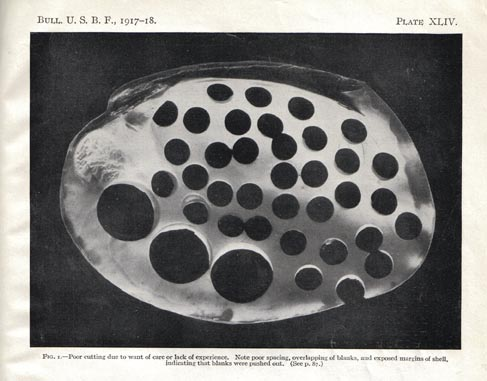 Bull. U. S. B. F., 1917–18.
Plate XLIV.
Fig. 1.—Poor cutting due to want of care or lack of experience. Note poor spacing, overlapping of blanks, and exposed margins of shell,
indicating that blanks were pushed out. (See p. 87.)